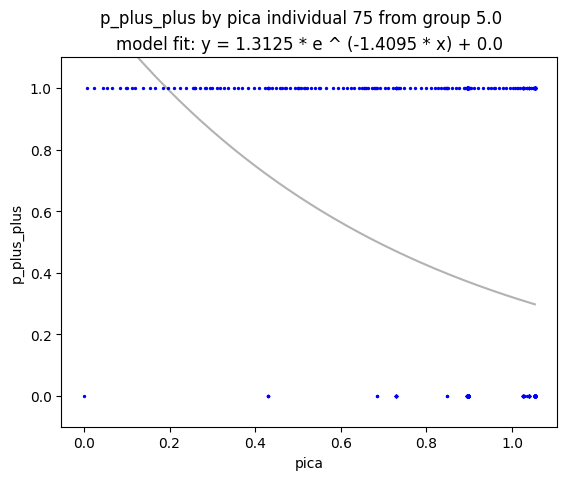 p_plus_plus by pica individual 75 from group 5.0
model fit: y = 1.3125 * e ^ (-1.4095 * x) + 0.0
1.0
0.8
0.6
0.4
0.2
0.0
p_plus_plus
0.0 0.2 0.4 0.6 0.8 1.0
pica